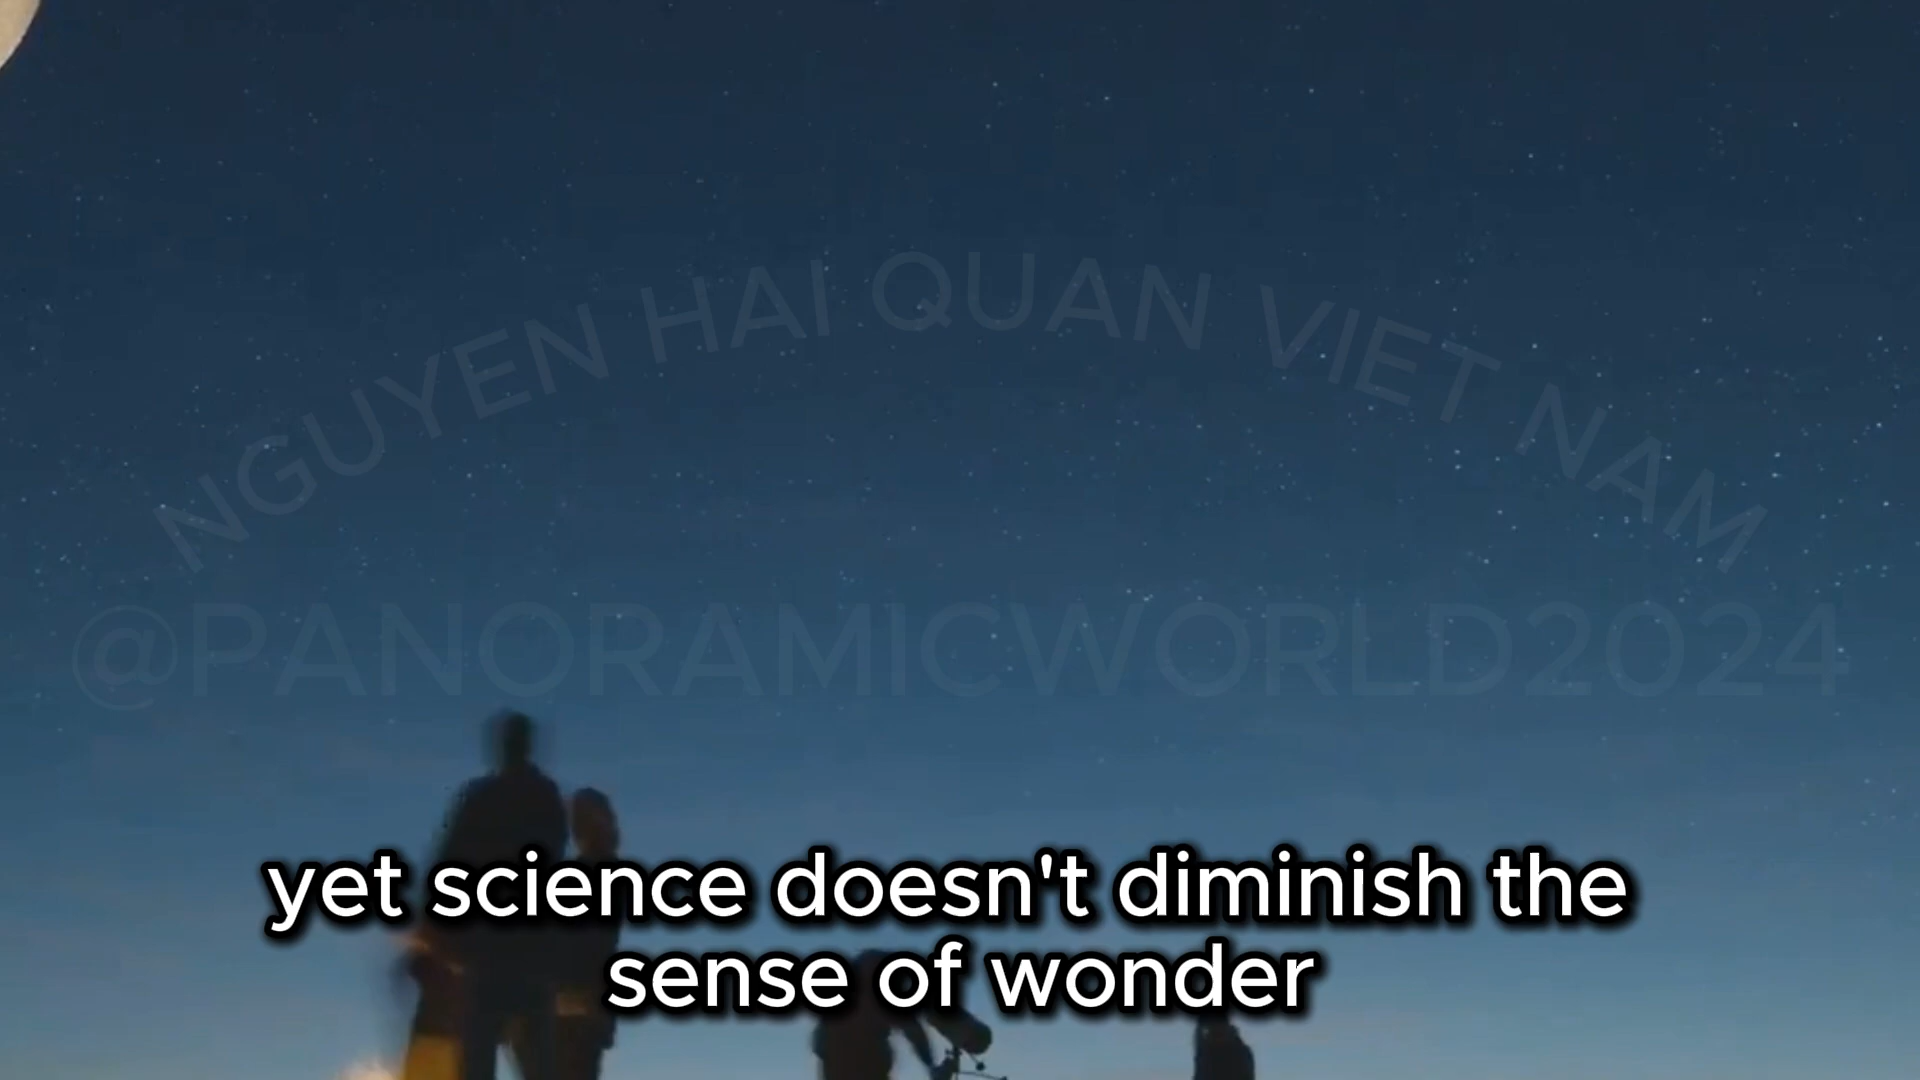 NGUYEN HAI QUAN VIET NAM
@PANORAMICWORLD2024
yet science doesn't diminish the
sense of wonder